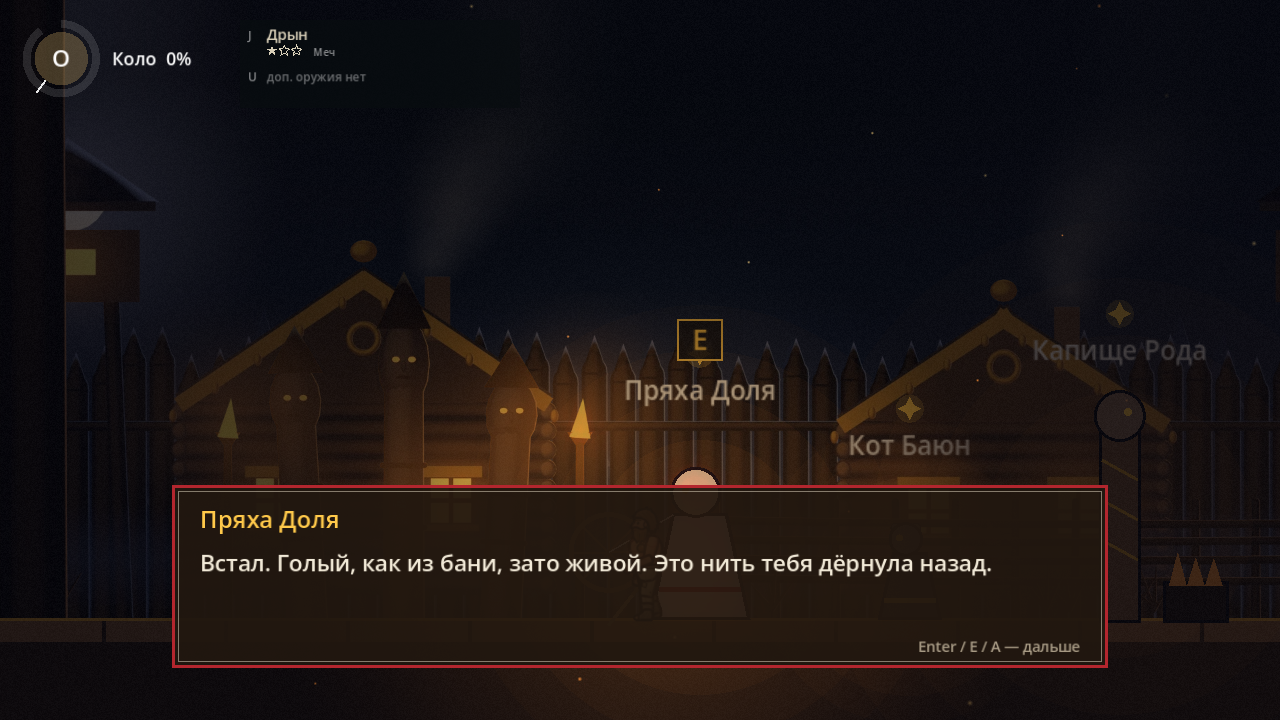 О
Коло 0%
J Дрын
★☆☆ Меч
U доп. оружия нет
E
Пряха Доля
Капище Рода
Кот Баюн
Пряха Доля
Встал. Голый, как из бани, зато живой. Это нить тебя дёрнула назад.
Enter / E / A — дальше